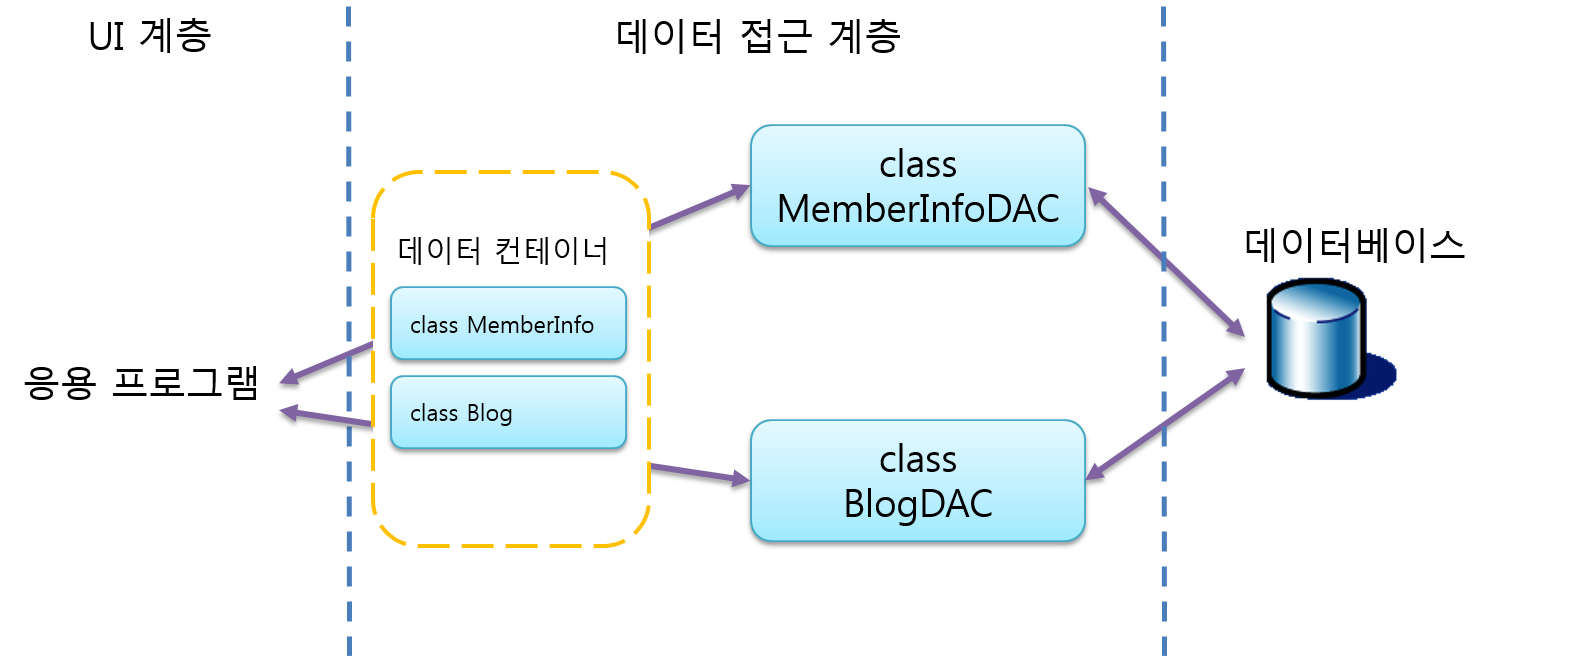 UI 계층
데이터 접근 계층
class
MemberInfoDAC
데이터베이스
데이터 컨테이너
class MemberInfo
응용 프로그램
class Blog
class
BlogDAC